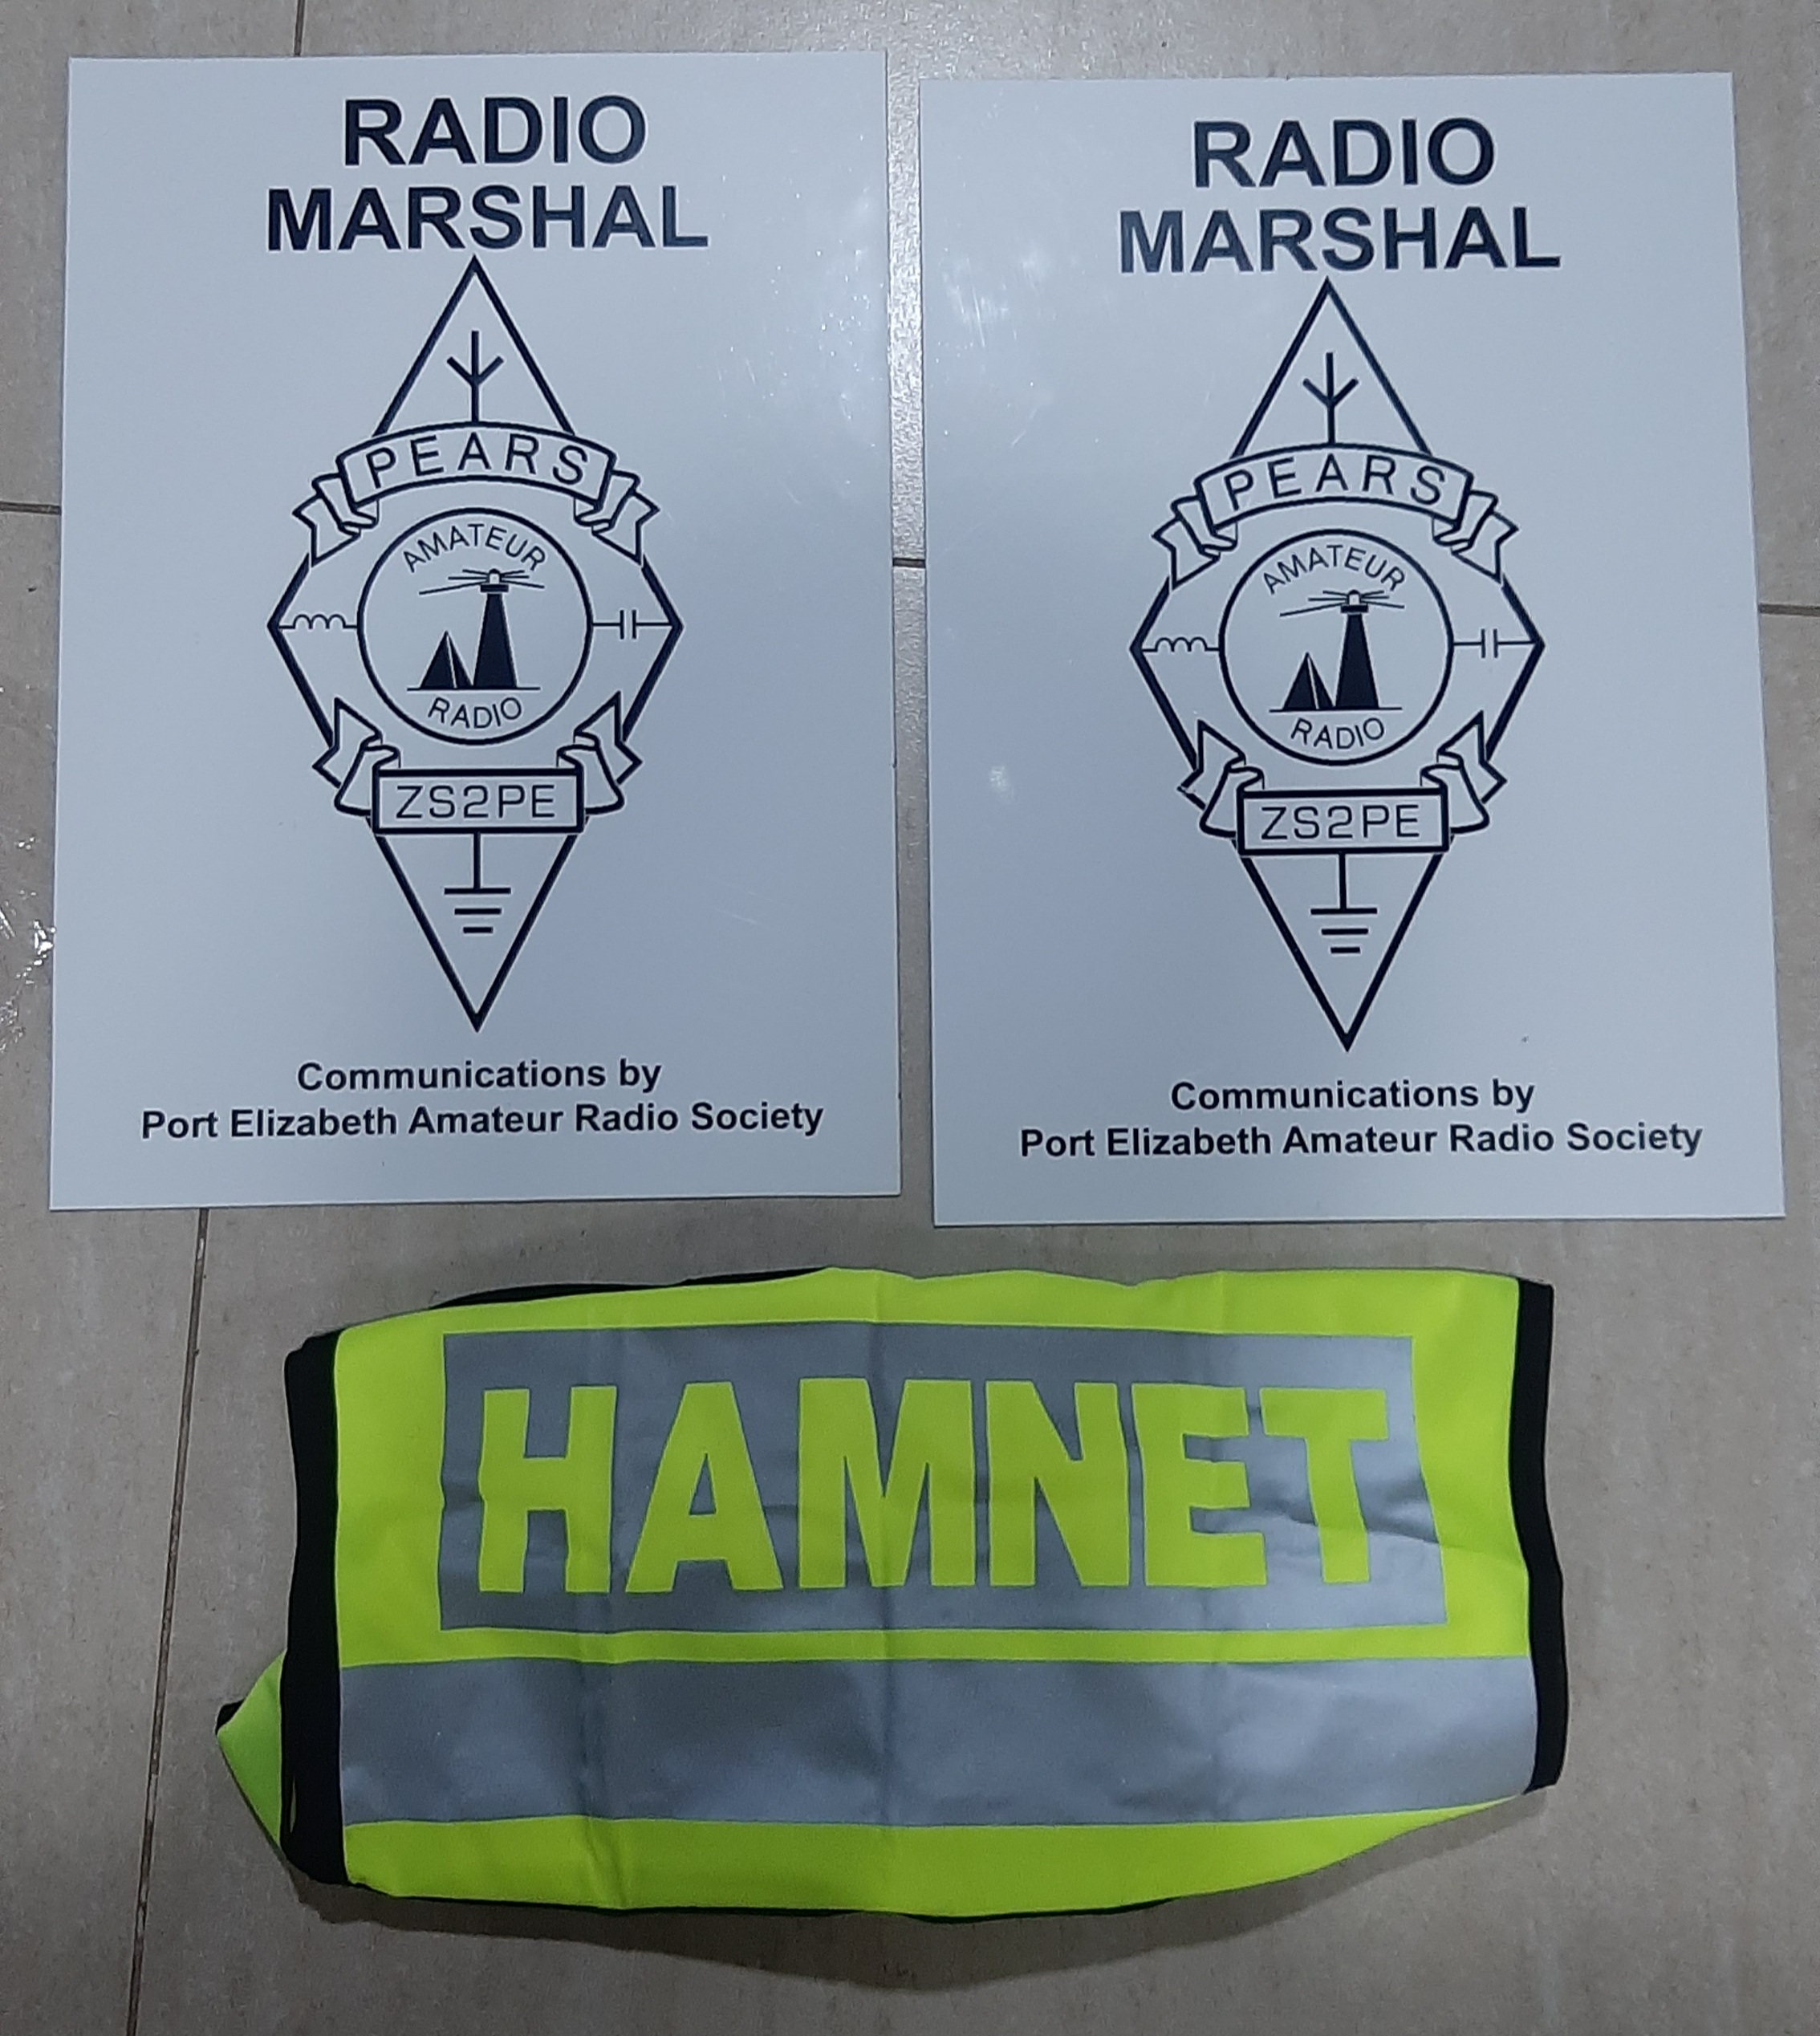 RADIO
MARSHAL
PEARS
AMATEUR
RADIO
ZS2PE
Communications by
Port Elizabeth Amateur Radio Society
RADIO
MARSHAL
PEARS
AMATEUR
RADIO
ZS2PE
Communications by
Port Elizabeth Amateur Radio Society
HAMNET